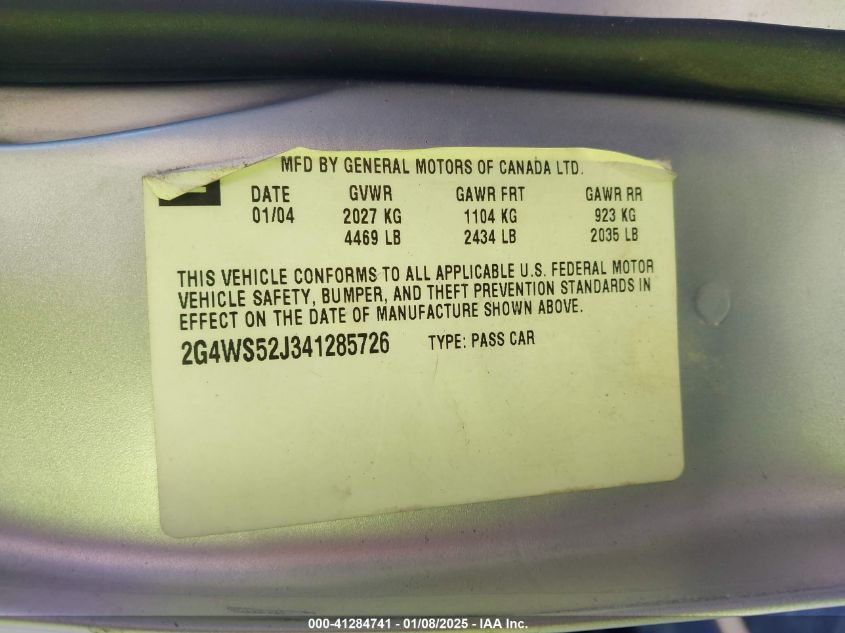 MFD BY GENERAL MOTORS OF CANADA LTD.
DATE GVWR GAWR FRT GAWR RR
01/04 2027 KG 1104 KG 923 KG
4469 LB 2434 LB 2035 LB
THIS VEHICLE CONFORMS TO ALL APPLICABLE U.S. FEDERAL MOTOR
VEHICLE SAFETY, BUMPER, AND THEFT PREVENTION STANDARDS IN
EFFECT ON THE DATE OF MANUFACTURE SHOWN ABOVE.
2G4WS52J341285726 TYPE: PASS CAR
000-41284741 - 01/08/2025 - IAA Inc.